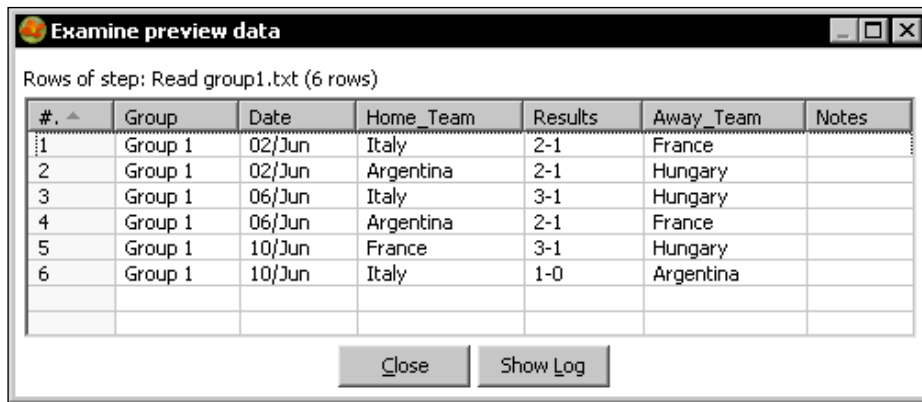 Examine preview data
Rows of step: Read group1.txt (6 rows)
#. Group Date Home_Team Results Away_Team Notes
1 Group 1 02/Jun Italy 2-1 France
2 Group 1 02/Jun Argentina 2-1 Hungary
3 Group 1 06/Jun Italy 3-1 Hungary
4 Group 1 06/Jun Argentina 2-1 France
5 Group 1 10/Jun France 3-1 Hungary
6 Group 1 10/Jun Italy 1-0 Argentina
Close Show Log